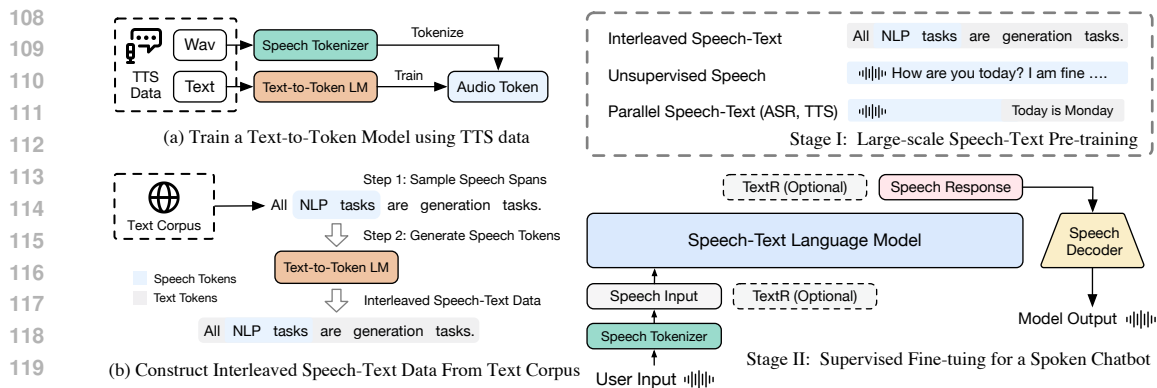 108
109
110
111
112
113
114
115
116
117
118
119
Wav
Speech Tokenizer
Tokenize
TTS
Data
Text
Text-to-Token LM
Train
Audio Token
(a) Train a Text-to-Token Model using TTS data
Step 1: Sample Speech Spans
Text Corpus
All NLP tasks are generation tasks.
Step 2: Generate Speech Tokens
Text-to-Token LM
Speech Tokens
Text Tokens
Interleaved Speech-Text Data
All NLP tasks are generation tasks.
(b) Construct Interleaved Speech-Text Data From Text Corpus
Interleaved Speech-Text
All NLP tasks are generation tasks.
Unsupervised Speech
How are you today? I am fine ....
Parallel Speech-Text (ASR, TTS)
Today is Monday
Stage I: Large-scale Speech-Text Pre-training
TextR (Optional)
Speech Response
Speech-Text Language Model
Speech
Decoder
Speech Input
TextR (Optional)
Model Output
Speech Tokenizer
Stage II: Supervised Fine-tuing for a Spoken Chatbot
User Input